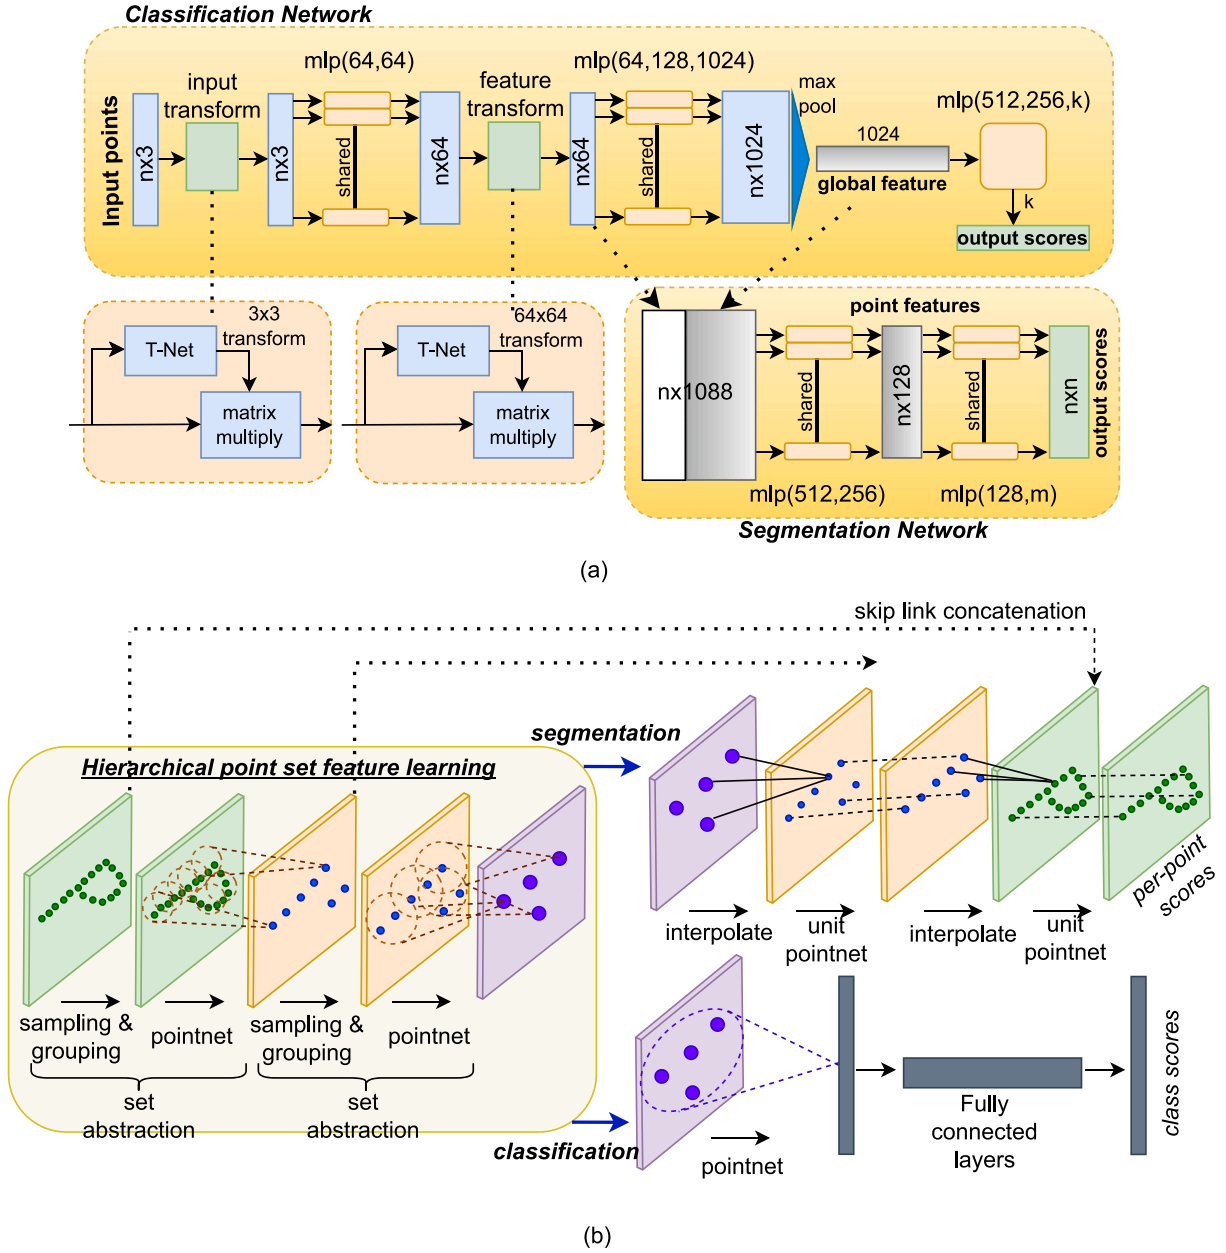 Classification Network
mlp(64,64)
mlp(64,128,1024)
input
transform
feature
transform
max
pool
mlp(512,256,k)
Input points
nx3
nx3
shared
nx64
nx64
shared
nx1024
1024
global feature
k
output scores
3x3
transform
T-Net
matrix
multiply
64x64
transform
T-Net
matrix
multiply
point features
nx1088
shared
nx128
shared
nxn
output scores
mlp(512,256)
mlp(128,m)
Segmentation Network
(a)
skip link concatenation
segmentation
Hierarchical point set feature learning
per-point
scores
interpolate
unit
pointnet
interpolate
unit
pointnet
sampling &
grouping
pointnet
sampling &
grouping
pointnet
set
abstraction
set
abstraction
classification
pointnet
Fully
connected
layers
class scores
(b)